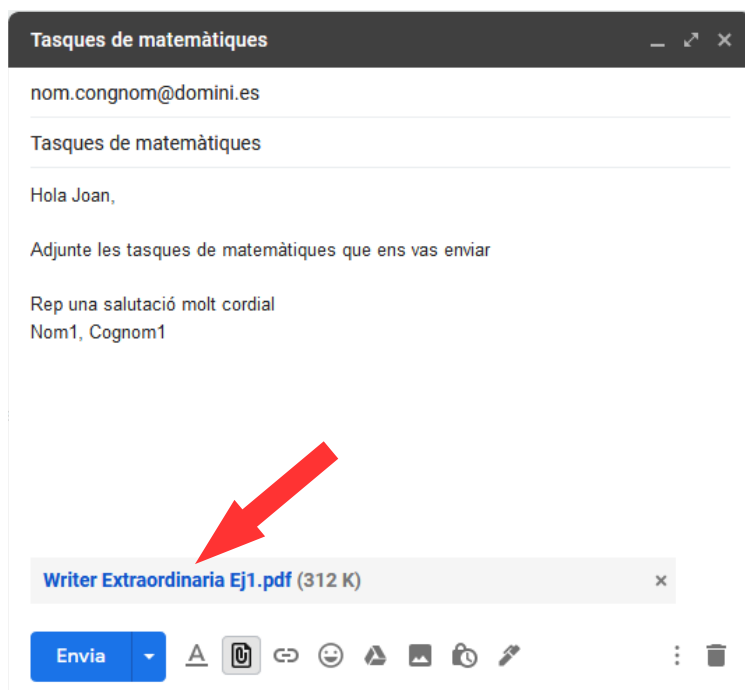 Tasques de matemàtiques
nom.congnom@domini.es
Tasques de matemàtiques
Hola Joan,
Adjunte les tasques de matemàtiques que ens vas enviar
Rep una salutació molt cordial
Nom1, Cognom1
Writer Extraordinaria Ej1.pdf (312 K)
Envia